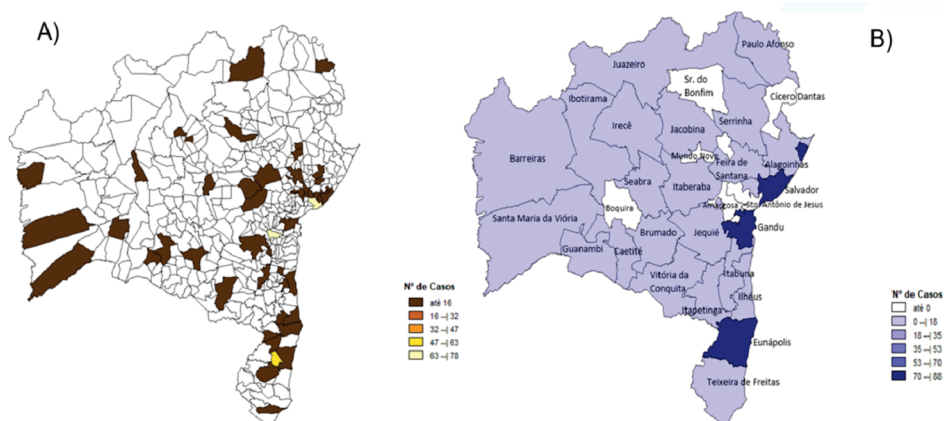 A)
Nº de Casos
até 16
16 --| 32
32 --| 47
47 --| 63
63 --| 78
B)
Paulo Afonso
Juazeiro
Sr. do
Bonfim
Cícero Dantas
Ibotirama
Irecê
Jacobina
Serrinha
Barreiras
Mundo Novo
Feira de
Santana
Alagoinhas
Seabra
Itaberaba
Salvador
Boquira
Amargosa
Sto. Antônio de Jesus
Santa Maria da Viória
Gandu
Brumado
Jequié
Guanambi
Caetité
Vitória da
Conquita
Itabuna
Ilhéus
Itapetinga
Eunápolis
Teixeira de Freitas
Nº de Casos
até 0
0 --| 18
18 --| 35
35 --| 53
53 --| 70
70 --| 88